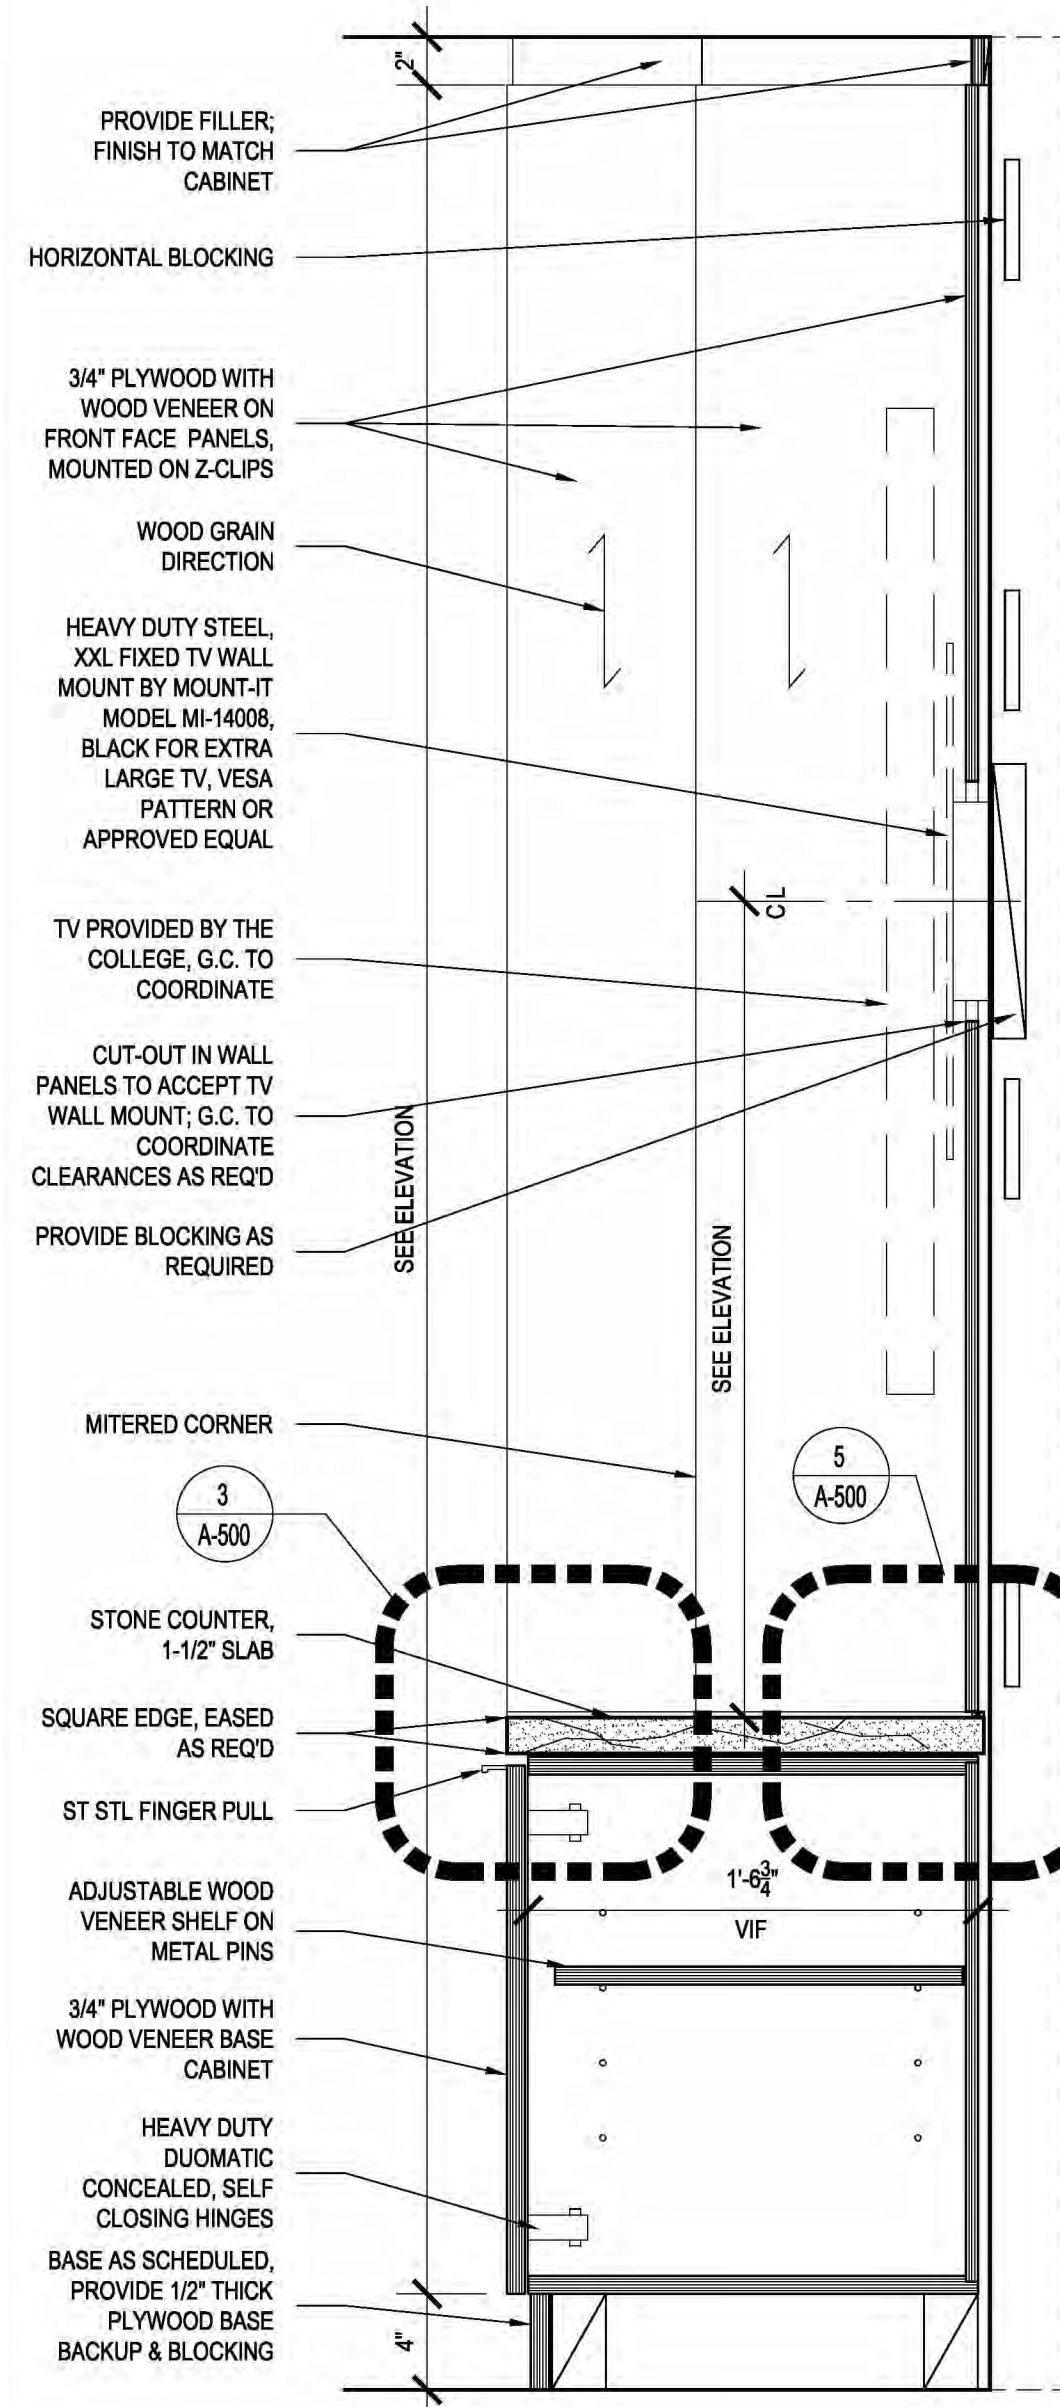 2"
PROVIDE FILLER;
FINISH TO MATCH
CABINET
HORIZONTAL BLOCKING
3/4" PLYWOOD WITH
WOOD VENEER ON
FRONT FACE PANELS,
MOUNTED ON Z-CLIPS
WOOD GRAIN
DIRECTION
HEAVY DUTY STEEL,
XXL FIXED TV WALL
MOUNT BY MOUNT-IT
MODEL MI-14008,
BLACK FOR EXTRA
LARGE TV, VESA
PATTERN OR
APPROVED EQUAL
CL
TV PROVIDED BY THE
COLLEGE, G.C. TO
COORDINATE
CUT-OUT IN WALL
PANELS TO ACCEPT TV
WALL MOUNT; G.C. TO
COORDINATE
CLEARANCES AS REQ'D
SEE ELEVATION
PROVIDE BLOCKING AS
REQUIRED
SEE ELEVATION
MITERED CORNER
3
A-500
5
A-500
STONE COUNTER,
1-1/2" SLAB
SQUARE EDGE, EASED
AS REQ'D
ST STL FINGER PULL
1'-6 3/4"
VIF
ADJUSTABLE WOOD
VENEER SHELF ON
METAL PINS
3/4" PLYWOOD WITH
WOOD VENEER BASE
CABINET
HEAVY DUTY
DUOMATIC
CONCEALED, SELF
CLOSING HINGES
BASE AS SCHEDULED,
PROVIDE 1/2" THICK
PLYWOOD BASE
BACKUP & BLOCKING
4"